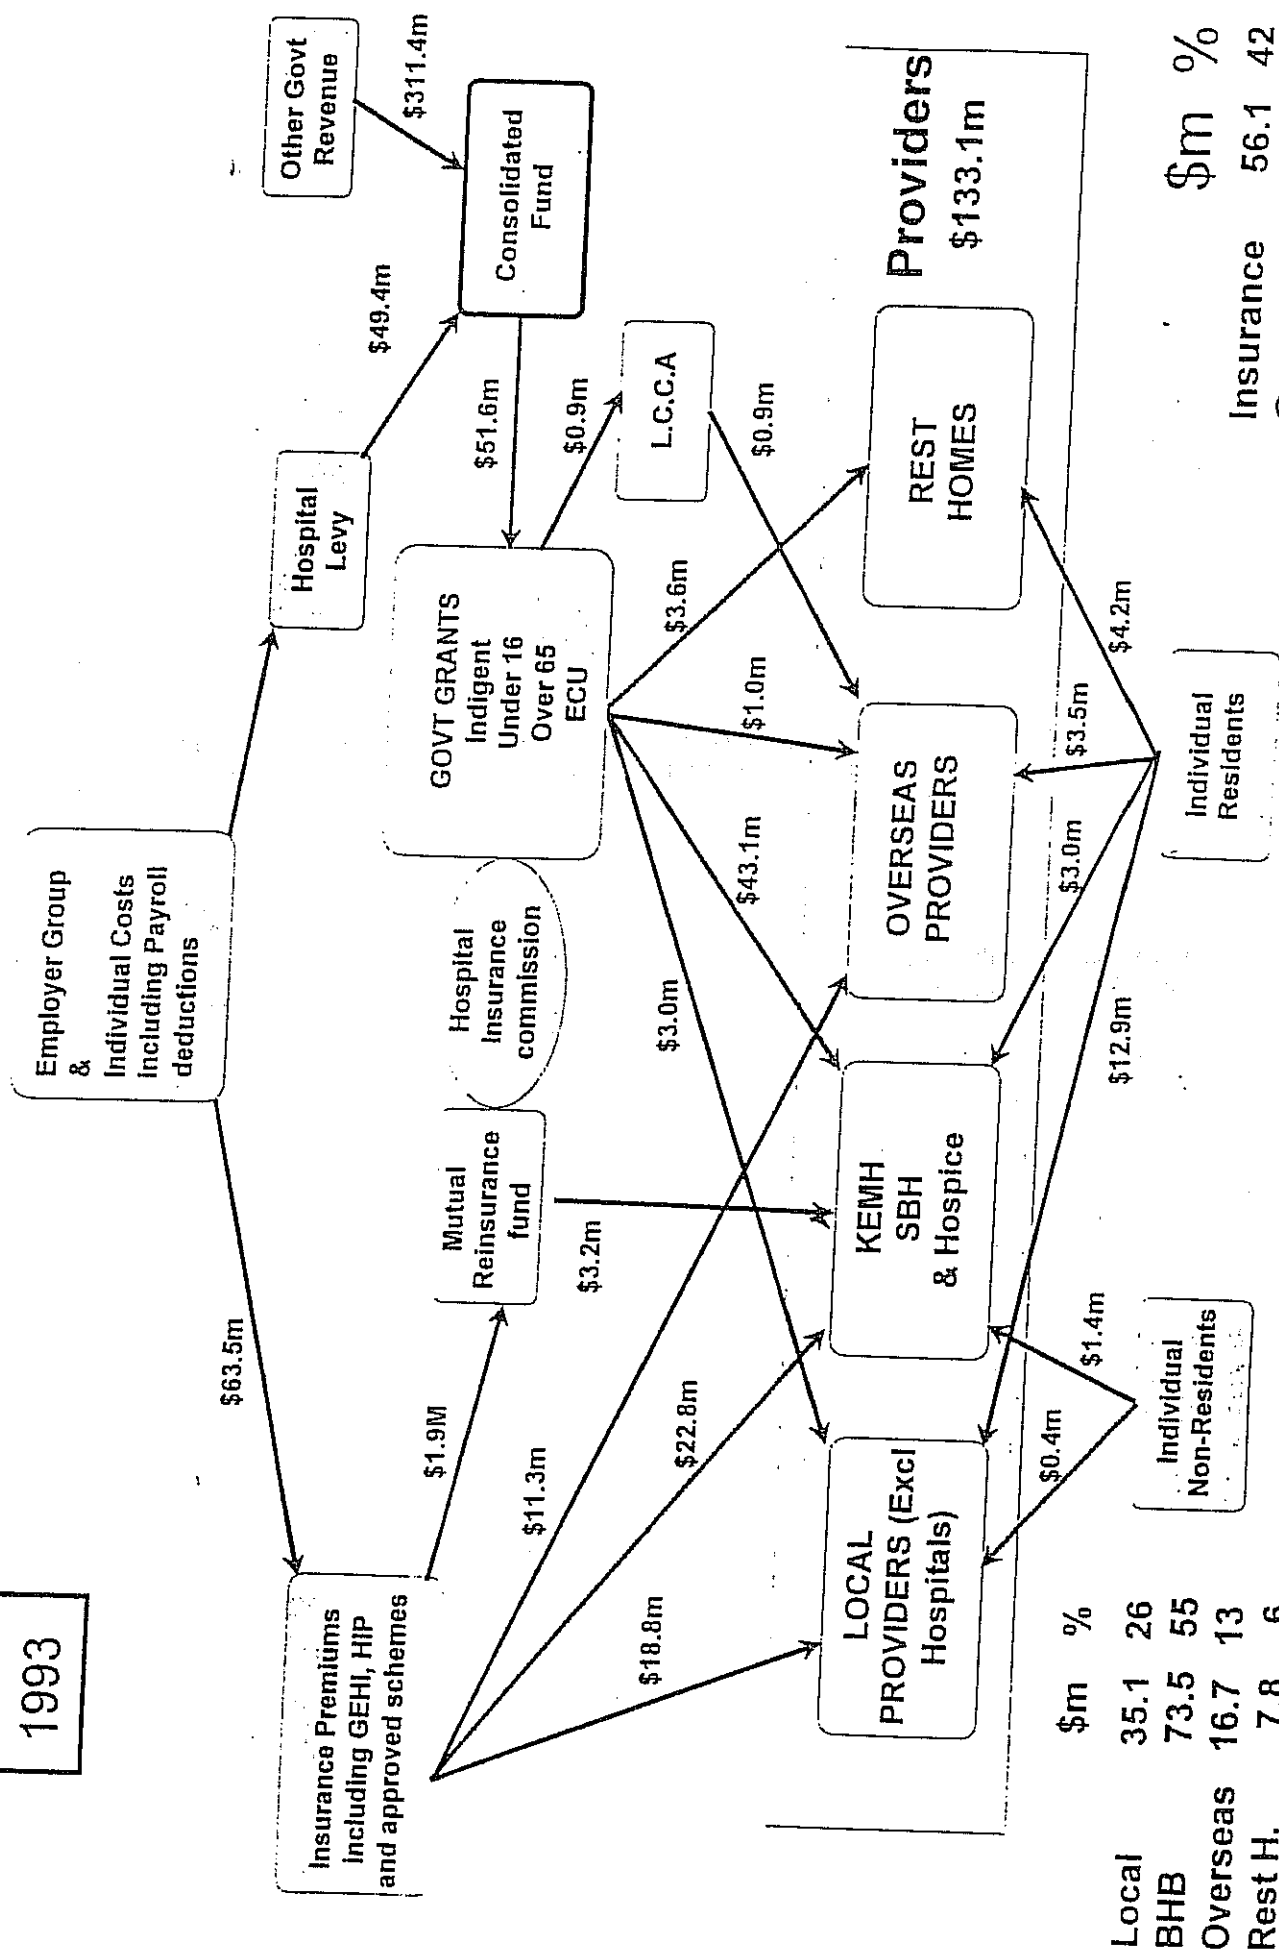 1993
Employer Group
&
Individual Costs
including Payroll
deductions
Other Govt
Revenue
$311.4m
Hospital
Levy
$49.4m
Consolidated
Fund
$63.5m
Insurance Premiums
including GEHI, HIP
and approved schemes
$1.9M
Mutual
Reinsurance
fund
Hospital
Insurance
commission
GOVT GRANTS
Indigent
Under 16
Over 65
ECU
$51.6m
$0.9m
L.C.C.A
$0.9m
$11.3m
$22.8m
$18.8m
$3.2m
$3.0m
$43.1m
$1.0m
$3.6m
LOCAL
PROVIDERS (Excl
Hospitals)
KEMH
SBH
& Hospice
OVERSEAS
PROVIDERS
REST
HOMES
Providers
$133.1m
$0.4m
$1.4m
$12.9m
$3.0m
$3.5m
$4.2m
Individual
Non-Residents
Individual
Residents
$m %
Local 35.1 26
BHB 73.5 55
Overseas 16.7 13
Rest H. 7.8 6
$m %
Insurance 56.1 42